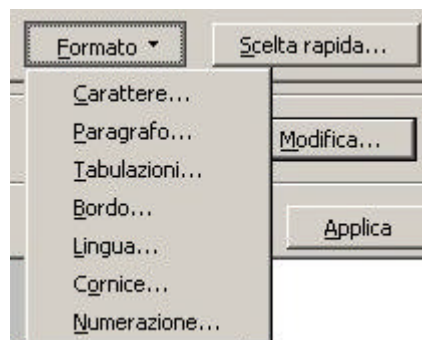 Formato
Scelta rapida...
Carattere...
Paragrafo...
Modifica...
Tabulazioni...
Bordo...
Applica
Lingua...
Cornice...
Numerazione...